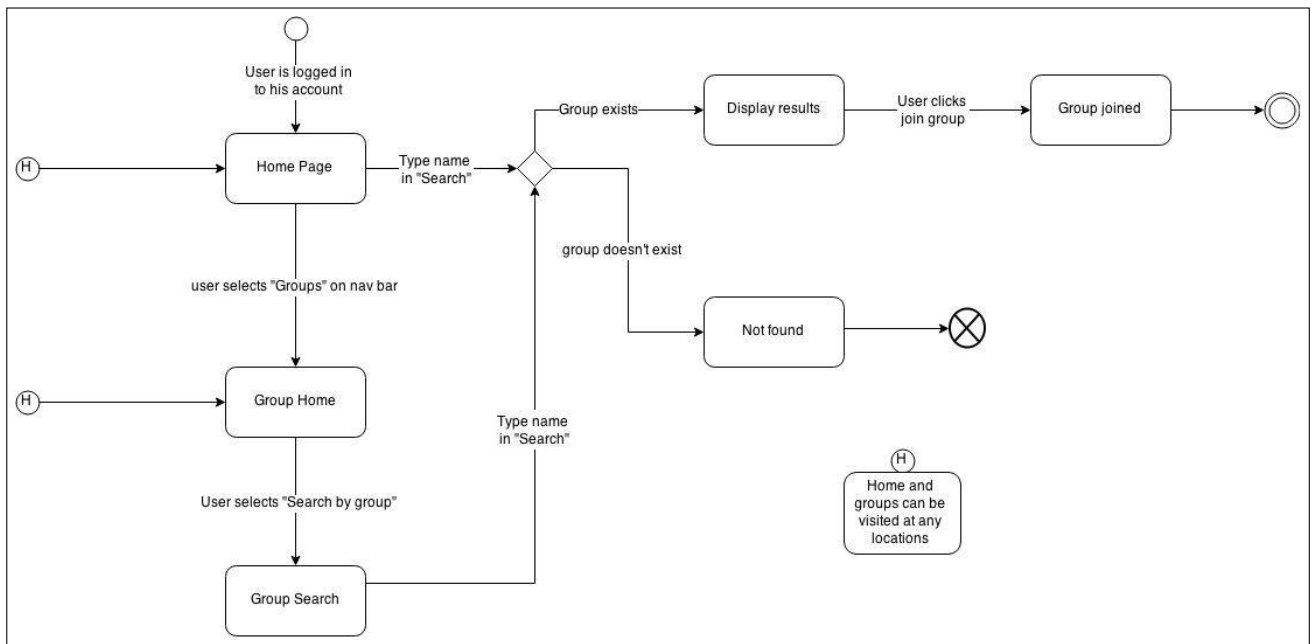 User is logged in
to his account
Group exists
Display results
User clicks
join group
Group joined
H
Home Page
Type name
in "Search"
group doesn't exist
user selects "Groups" on nav bar
Not found
H
Group Home
Type name
in "Search"
H
Home and
groups can be
visited at any
locations
User selects "Search by group"
Group Search